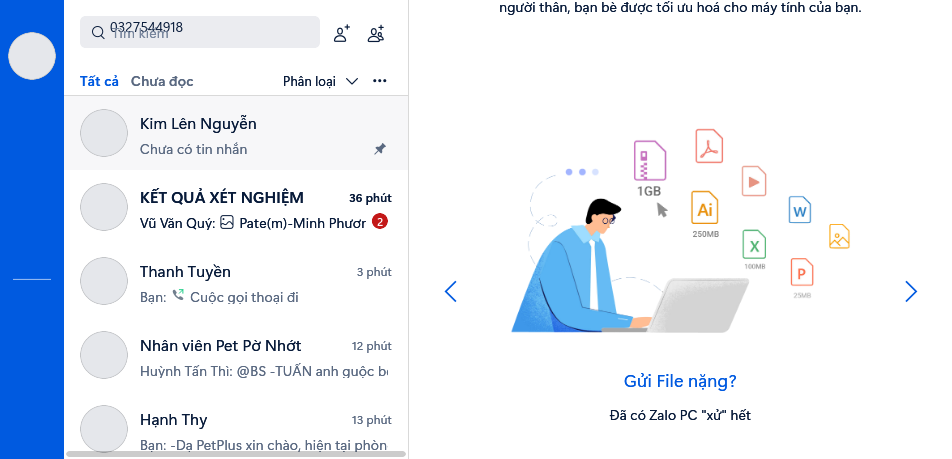 0327544918
Tìm kiếm
Tất cả Chưa đọc Phân loại
Kim Lên Nguyễn
Chưa có tin nhắn
KẾT QUẢ XÉT NGHIỆM 36 phút
Vũ Văn Quý: Pate(m)-Minh Phươr 2
Thanh Tuyền 3 phút
Bạn: Cuộc gọi thoại đi
Nhân viên Pet Pờ Nhớt 12 phút
Huỳnh Tấn Thì: @BS -TUẤN anh guộc bé
Hạnh Thy 13 phút
Bạn: -Dạ PetPlus xin chào, hiện tại phòn
người thân, bạn bè được tối ưu hoá cho máy tính của bạn.
1GB
Ai
250MB
W
X
100MB
P
25MB
Gửi File nặng?
Đã có Zalo PC "xử" hết